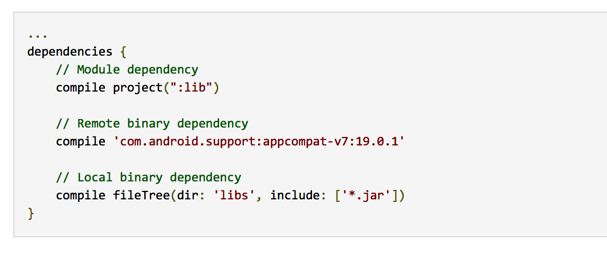 ...
dependencies {
    // Module dependency
    compile project(":lib")

    // Remote binary dependency
    compile 'com.android.support:appcompat-v7:19.0.1'

    // Local binary dependency
    compile fileTree(dir: 'libs', include: ['*.jar'])
}